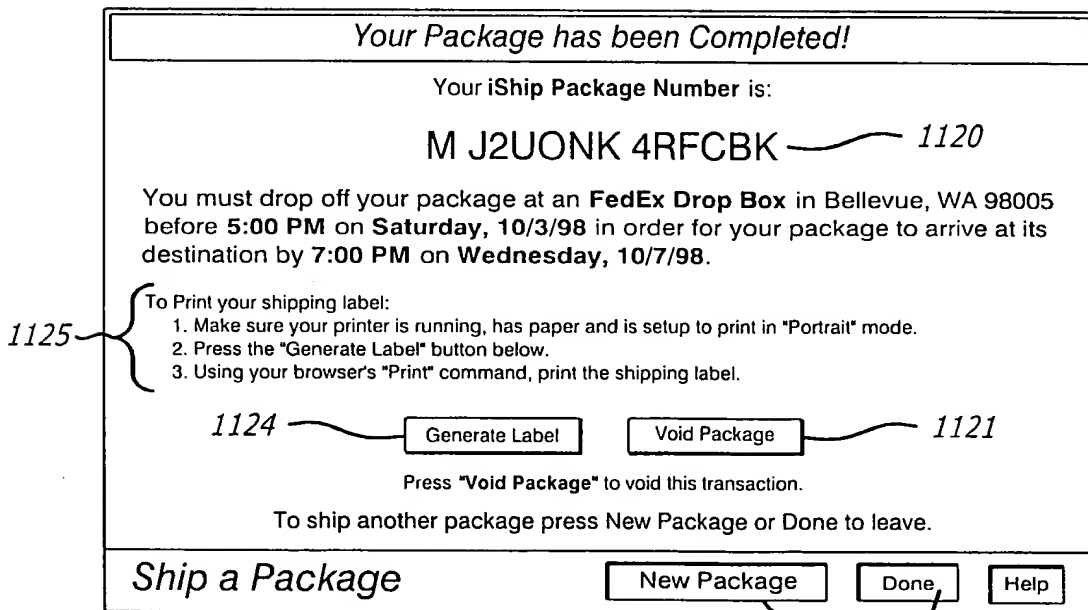 Your Package has been Completed!
Your iShip Package Number is:
M J2UONK 4RFCBK
1120
You must drop off your package at an FedEx Drop Box in Bellevue, WA 98005
before 5:00 PM on Saturday, 10/3/98 in order for your package to arrive at its
destination by 7:00 PM on Wednesday, 10/7/98.
1125
To Print your shipping label:
1. Make sure your printer is running, has paper and is setup to print in "Portrait" mode.
2. Press the "Generate Label" button below.
3. Using your browser's "Print" command, print the shipping label.
1124
Generate Label
Void Package
1121
Press "Void Package" to void this transaction.
To ship another package press New Package or Done to leave.
Ship a Package
New Package
Done
Help